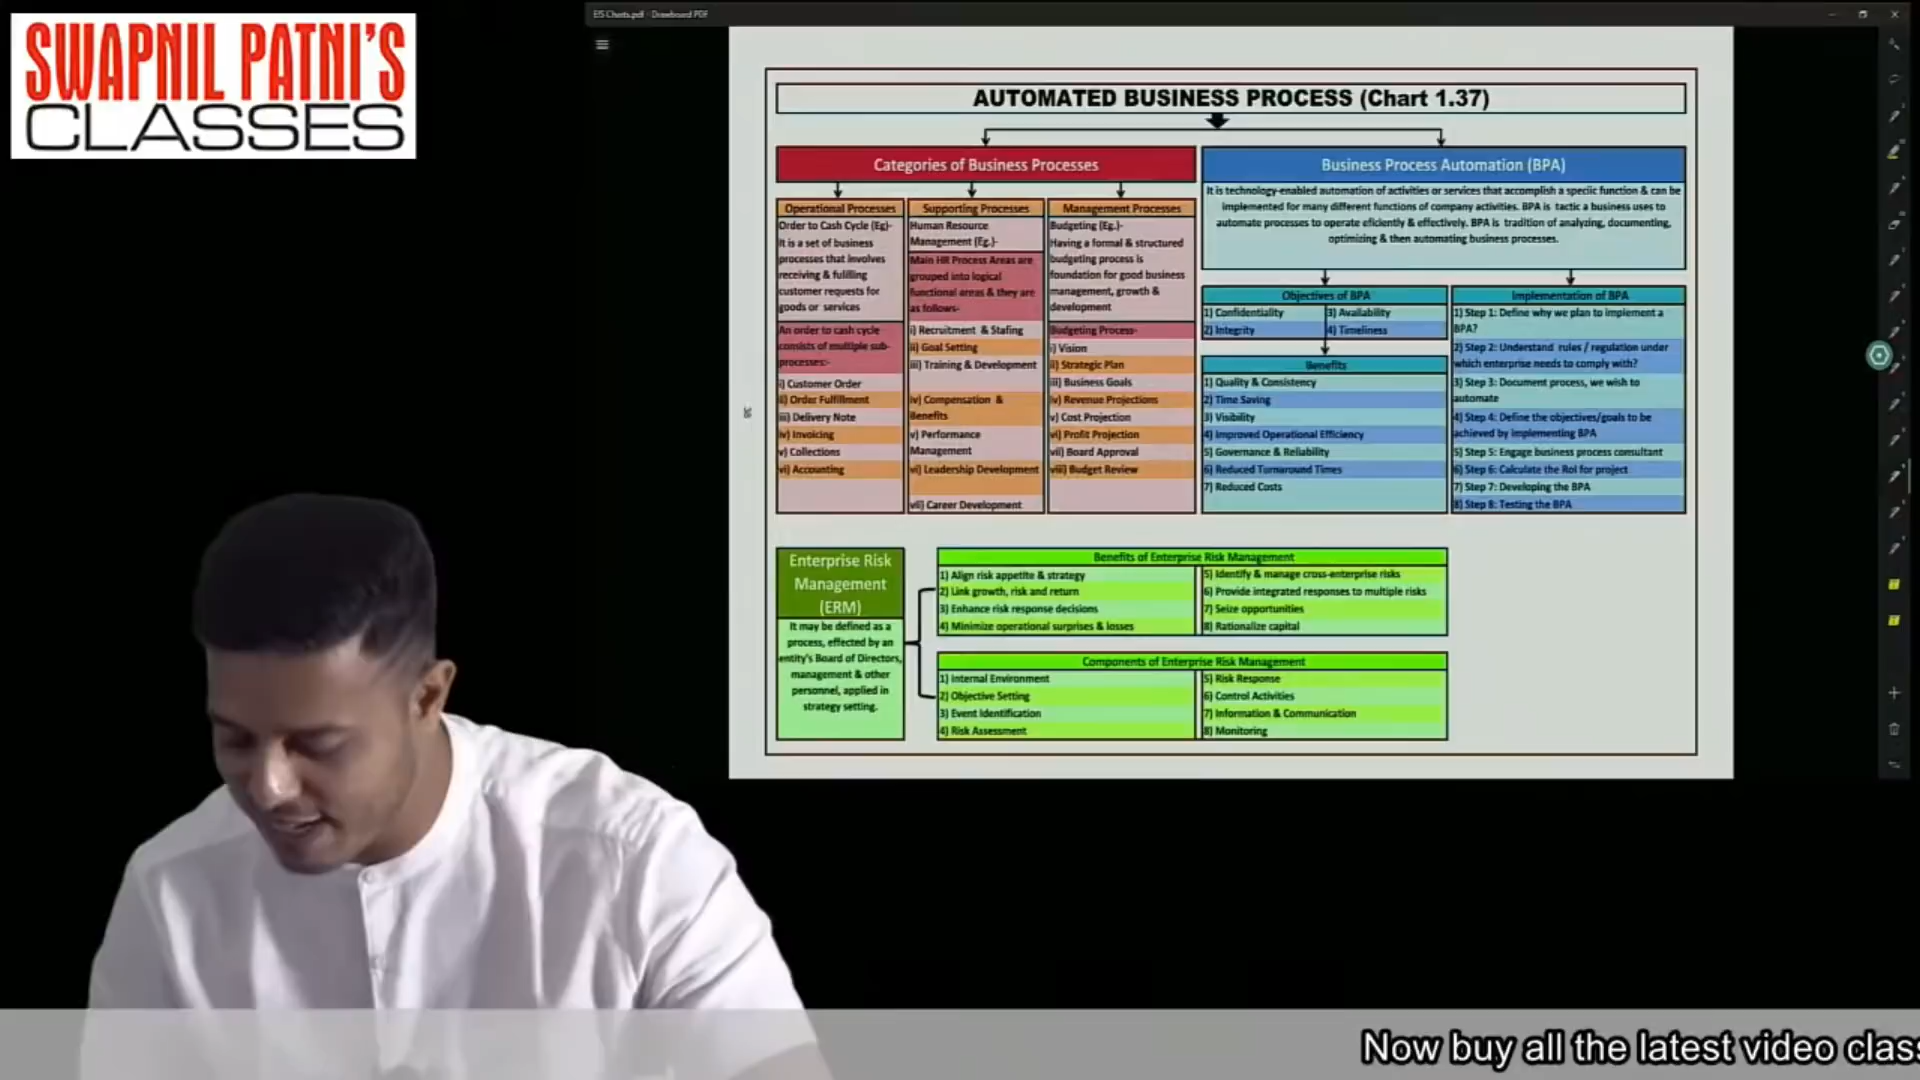 SWAPNIL PATNI'S
CLASSES
EIS Charts.pdf - Drawboard PDF
AUTOMATED BUSINESS PROCESS (Chart 1.37)
Categories of Business Processes
Operational Processes
Order to Cash Cycle (Eg)-
It is a set of business
processes that involves
receiving & fulilling
customer requests for
goods or services
An order to cash cycle
consists of multiple sub-
processes:-
i) Customer Order
ii) Order Fulfillment
iii) Delivery Note
iv) Invoicing
v) Collections
vi) Accounting
Supporting Processes
Human Resource
Management (Eg.)-
Main HR Process Areas are
grouped into logical
functional areas & they are
as follows-
i) Recruitment & Stafing
ii) Goal Setting
iii) Training & Development
iv) Compensation &
Benefits
v) Performance
Management
vi) Leadership Development
vii) Career Development
Management Processes
Budgeting (Eg.)-
Having a formal & structured
budgeting process is
foundation for good business
management, growth &
development
Budgeting Process-
i) Vision
ii) Strategic Plan
iii) Business Goals
iv) Revenue Projections
v) Cost Projection
vi) Profit Projection
vii) Board Approval
viii) Budget Review
Business Process Automation (BPA)
It is technology-enabled automation of activities or services that accomplish a speciic function & can be
implemented for many different functions of company activities. BPA is tactic a business uses to
automate processes to operate eficiently & effectively. BPA is tradition of analyzing, documenting,
optimizing & then automating business processes.
Objectives of BPA
1) Confidentiality
2) Integrity
3) Availability
4) Timeliness
Benefits
1) Quality & Consistency
2) Time Saving
3) Visibility
4) Improved Operational Efficiency
5) Governance & Reliability
6) Reduced Turnaround Times
7) Reduced Costs
Implementation of BPA
1) Step 1: Define why we plan to implement a
BPA?
2) Step 2: Understand rules / regulation under
which enterprise needs to comply with?
3) Step 3: Document process, we wish to
automate
4) Step 4: Define the objectives/goals to be
achieved by implementing BPA
5) Step 5: Engage business process consultant
6) Step 6: Calculate the RoI for project
7) Step 7: Developing the BPA
8) Step 8: Testing the BPA
Enterprise Risk
Management
(ERM)
It may be defined as a
process, effected by an
entity's Board of Directors,
management & other
personnel, applied in
strategy setting.
Benefits of Enterprise Risk Management
1) Align risk appetite & strategy
2) Link growth, risk and return
3) Enhance risk response decisions
4) Minimize operational surprises & losses
5) Identify & manage cross-enterprise risks
6) Provide integrated responses to multiple risks
7) Seize opportunities
8) Rationalize capital
Components of Enterprise Risk Management
1) Internal Environment
2) Objective Setting
3) Event Identification
4) Risk Assessment
5) Risk Response
6) Control Activities
7) Information & Communication
8) Monitoring
Now buy all the latest video clas